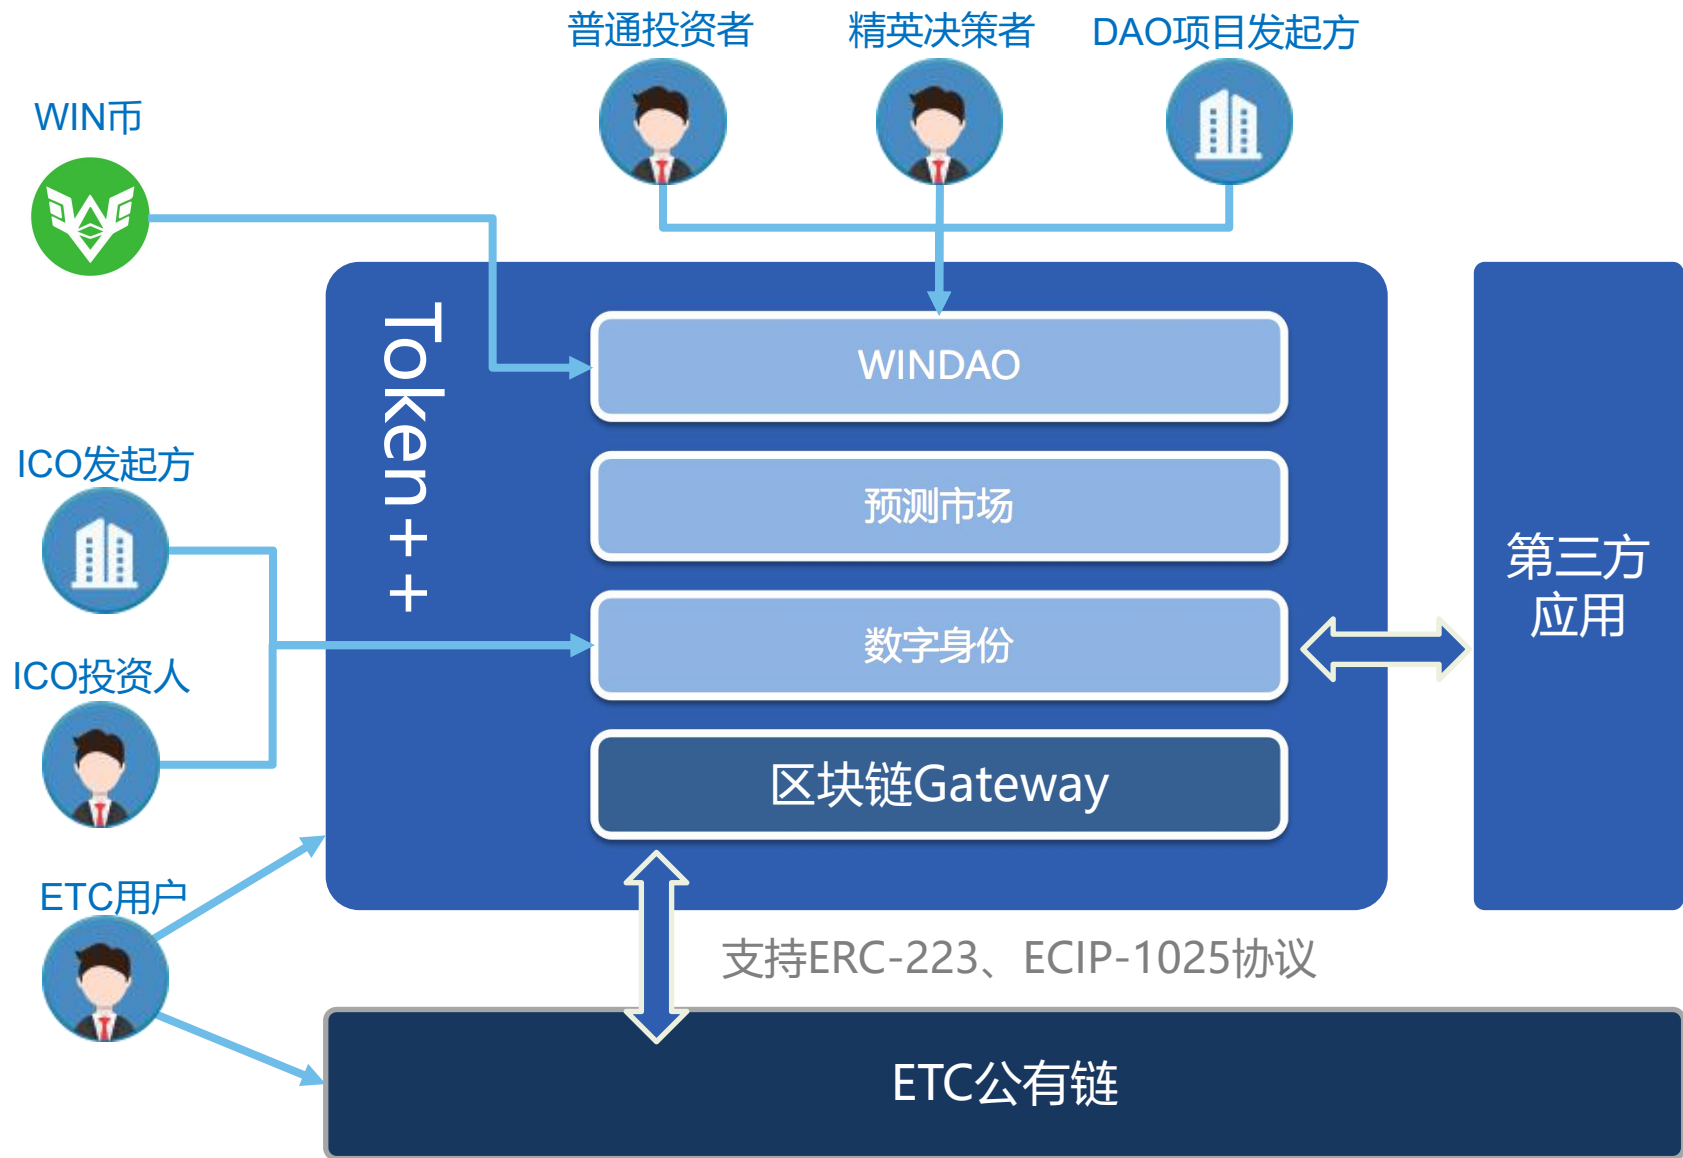 普通投资者
精英决策者
DAO项目发起方
WIN币
Token++
WINDAO
ICO发起方
预测市场
第三方
应用
数字身份
ICO投资人
区块链Gateway
ETC用户
支持ERC-223、ECIP-1025协议
ETC公有链